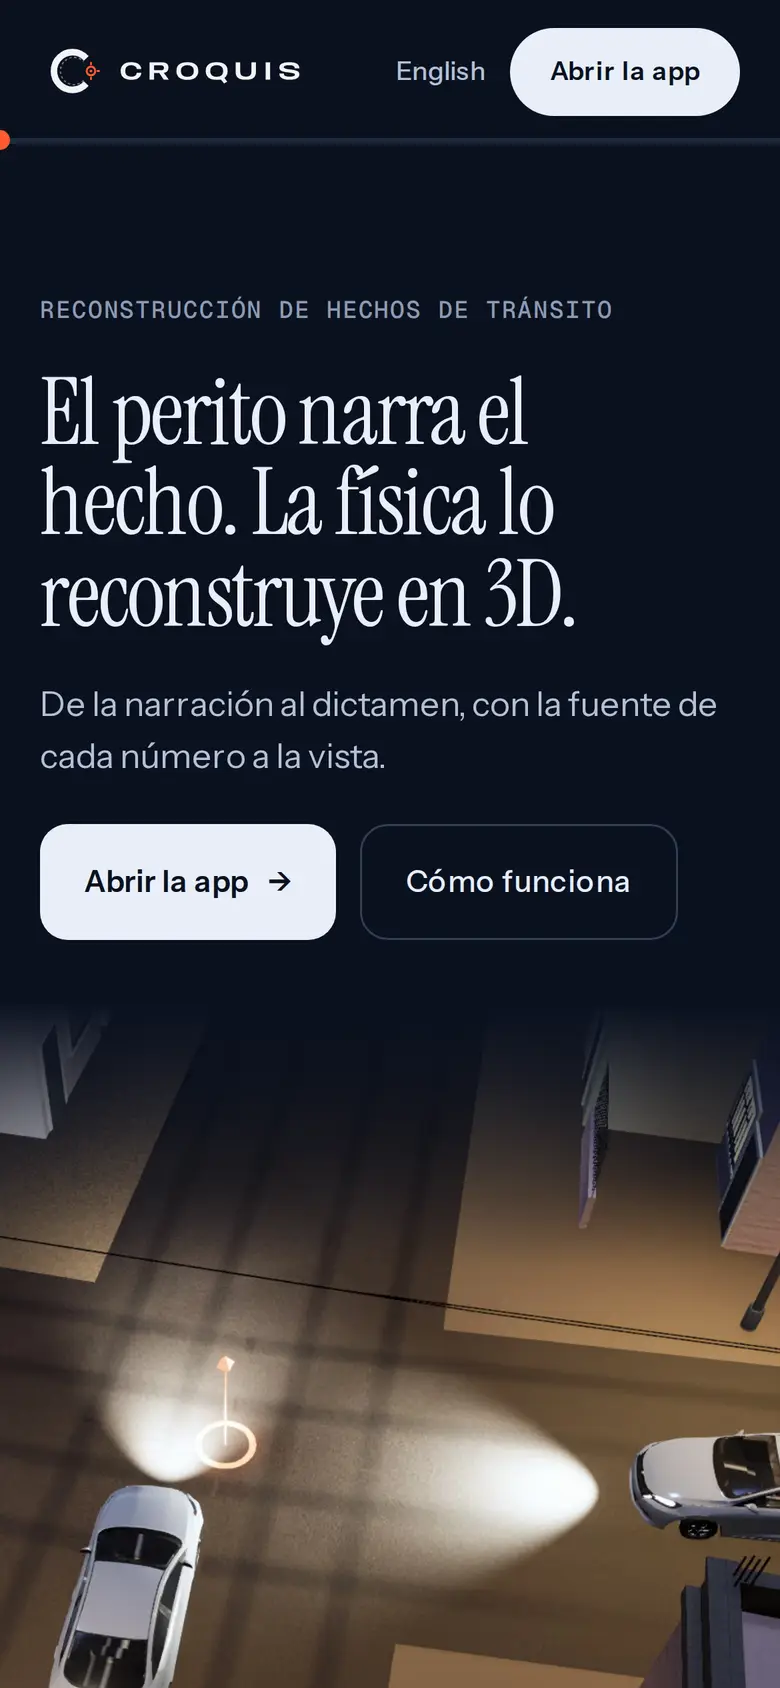 CROQUIS
English
Abrir la app
RECONSTRUCCIÓN DE HECHOS DE TRÁNSITO
El perito narra el
hecho. La física lo
reconstruye en 3D.
De la narración al dictamen, con la fuente de
cada número a la vista.
Abrir la app →
Cómo funciona